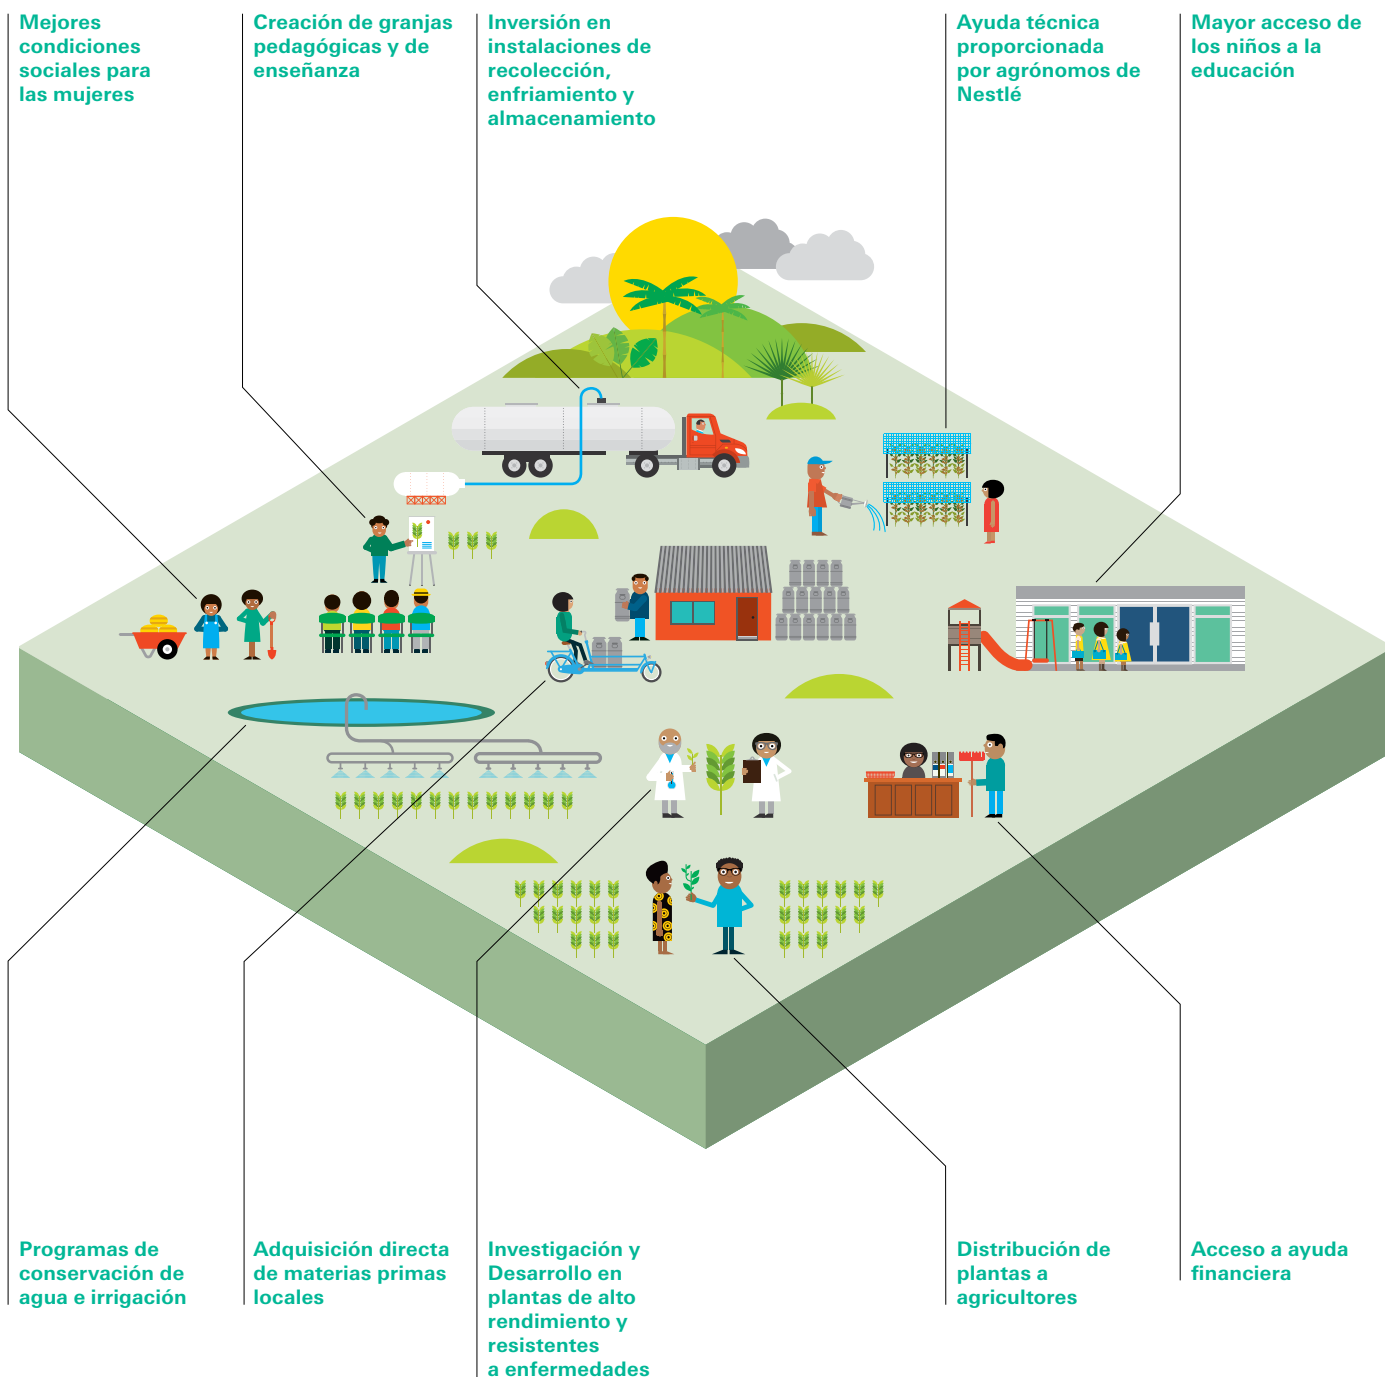 Mejores
condiciones
sociales para
las mujeres
Creación de granjas
pedagógicas y de
enseñanza
Inversión en
instalaciones de
recolección,
enfriamiento y
almacenamiento
Ayuda técnica
proporcionada
por agrónomos de
Nestlé
Mayor acceso de
los niños a la
educación
Programas de
conservación de
agua e irrigación
Adquisición directa
de materias primas
locales
Investigación y
Desarrollo en
plantas de alto
rendimiento y
resistentes
a enfermedades
Distribución de
plantas a
agricultores
Acceso a ayuda
financiera